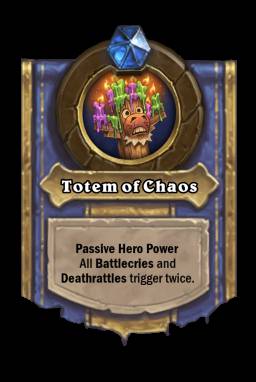 Totem of Chaos
Passive Hero Power
All Battlecries and
Deathrattles trigger twice.